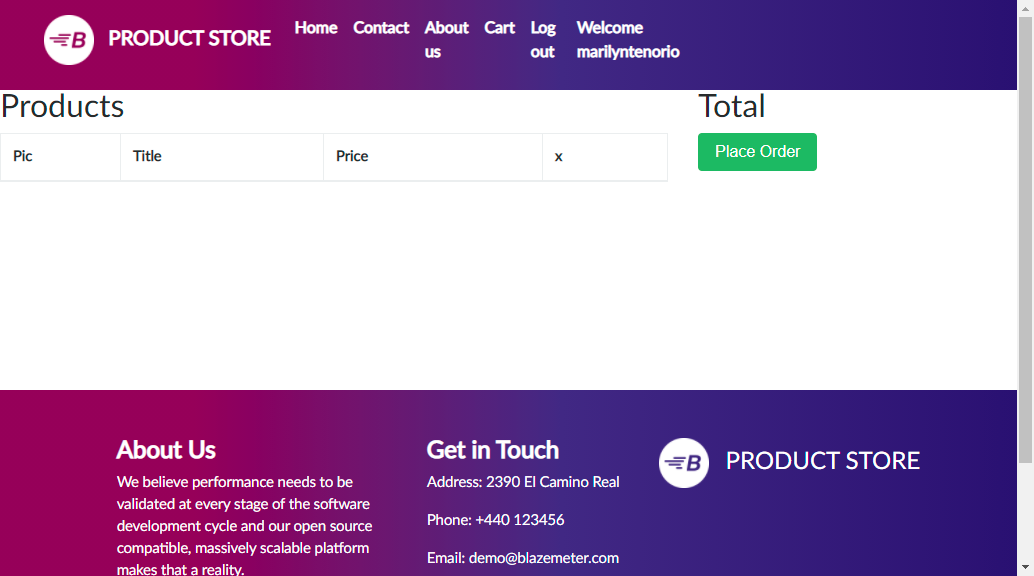 B PRODUCT STORE Home Contact About us Cart Log out Welcome marilyntenorio
Products
Pic Title Price x
Total
Place Order
About Us
We believe performance needs to be
validated at every stage of the software
development cycle and our open source
compatible, massively scalable platform
makes that a reality.
Get in Touch
Address: 2390 El Camino Real
Phone: +440 123456
Email: demo@blazemeter.com
B PRODUCT STORE